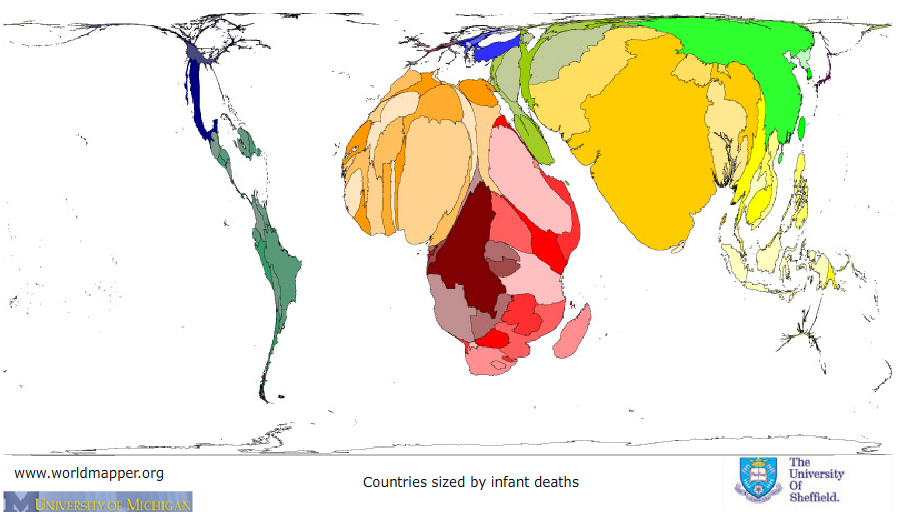 www.worldmapper.org
Countries sized by infant deaths
The
University
Of
Sheffield.
UNIVERSITY OF MICHIGAN